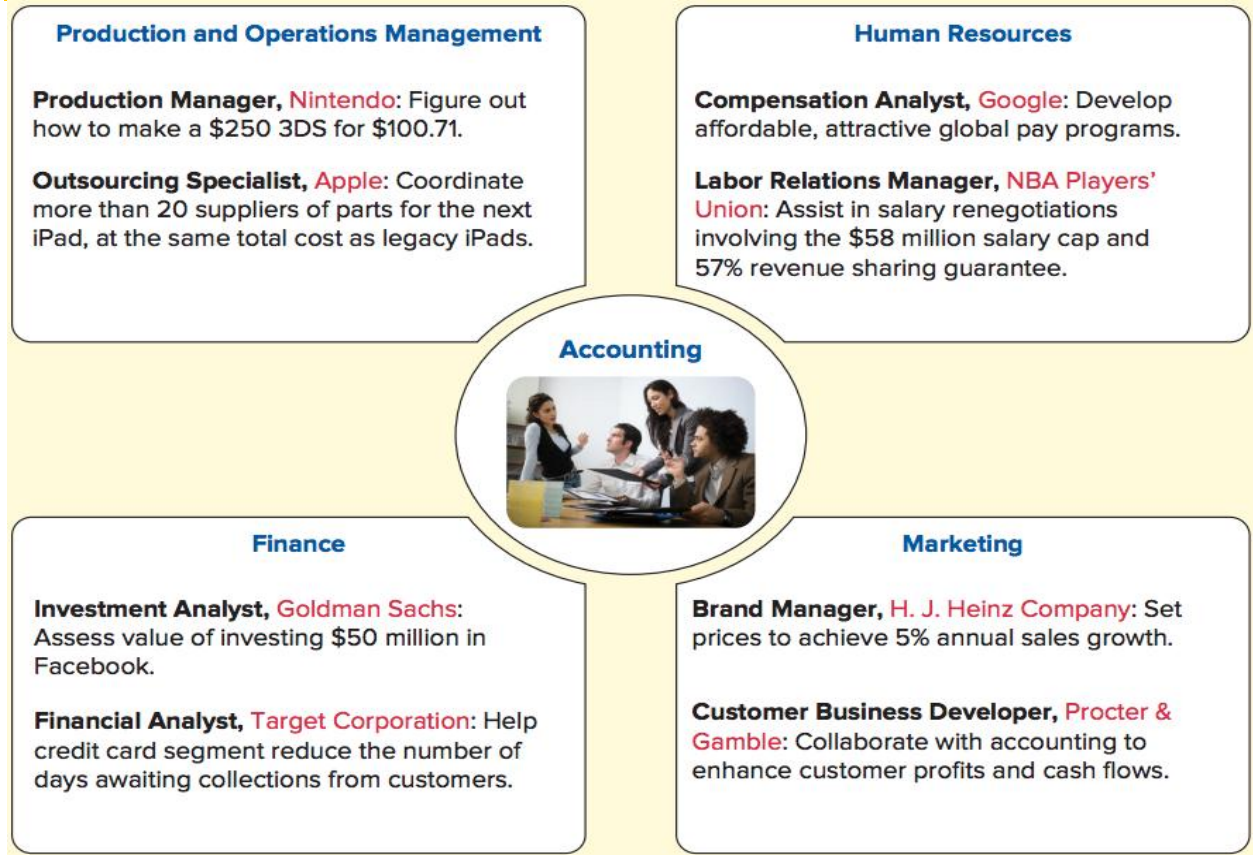 Production and Operations Management
Production Manager, Nintendo: Figure out
how to make a $250 3DS for $100.71.
Outsourcing Specialist, Apple: Coordinate
more than 20 suppliers of parts for the next
iPad, at the same total cost as legacy iPads.
Human Resources
Compensation Analyst, Google: Develop
affordable, attractive global pay programs.
Labor Relations Manager, NBA Players’
Union: Assist in salary renegotiations
involving the $58 million salary cap and
57% revenue sharing guarantee.
Accounting
Finance
Investment Analyst, Goldman Sachs:
Assess value of investing $50 million in
Facebook.
Financial Analyst, Target Corporation: Help
credit card segment reduce the number of
days awaiting collections from customers.
Marketing
Brand Manager, H. J. Heinz Company: Set
prices to achieve 5% annual sales growth.
Customer Business Developer, Procter &
Gamble: Collaborate with accounting to
enhance customer profits and cash flows.